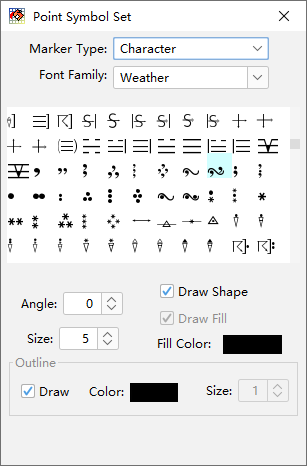 Point Symbol Set
Marker Type: Character
Font Family: Weather
Angle: 0
Draw Shape
Size: 5
Draw Fill
Fill Color:
Outline
Draw Color: Size: 1